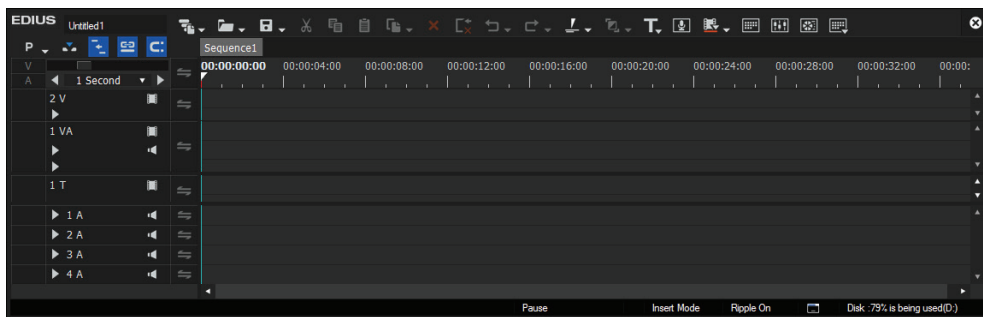 EDIUS Untitled1
P Sequence1
V 00:00:00:00 00:00:04:00 00:00:08:00 00:00:12:00 00:00:16:00 00:00:20:00 00:00:24:00 00:00:28:00 00:00:32:00 00:00:
A 1 Second
2 V
1 VA
1 T
1 A
2 A
3 A
4 A
Pause Insert Mode Ripple On Disk :79% is being used(D:)